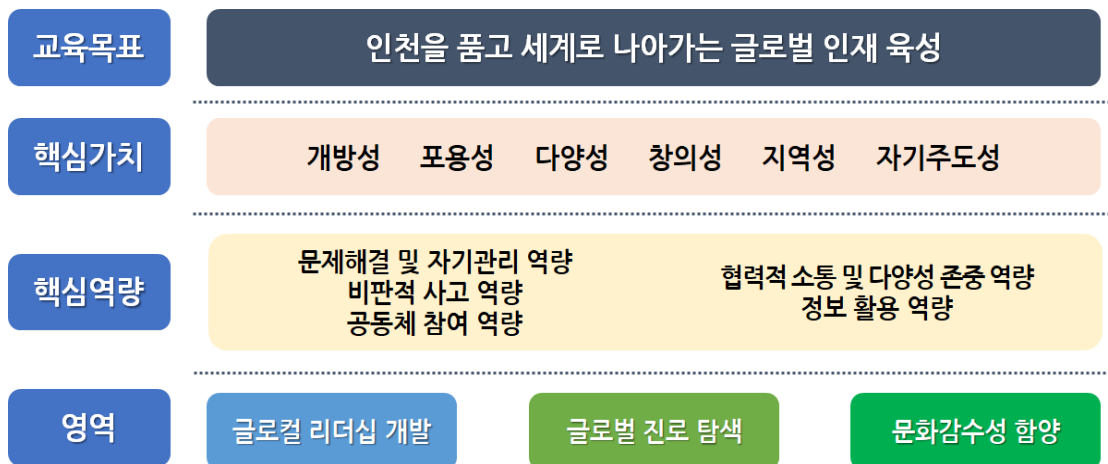 교육목표
인천을 품고 세계로 나아가는 글로벌 인재 육성
핵심가치
개방성 포용성 다양성 창의성 지역성 자기주도성
핵심역량
문제해결 및 자기관리 역량
비판적 사고 역량
공동체 참여 역량
협력적 소통 및 다양성 존중 역량
정보 활용 역량
영역
글로컬 리더십 개발
글로벌 진로 탐색
문화감수성 함양